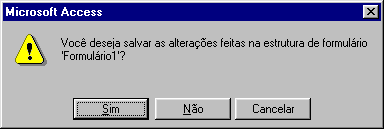 Microsoft Access
Você deseja salvar as alterações feitas na estrutura de formulário
'Formulário1'?
Sim Não Cancelar